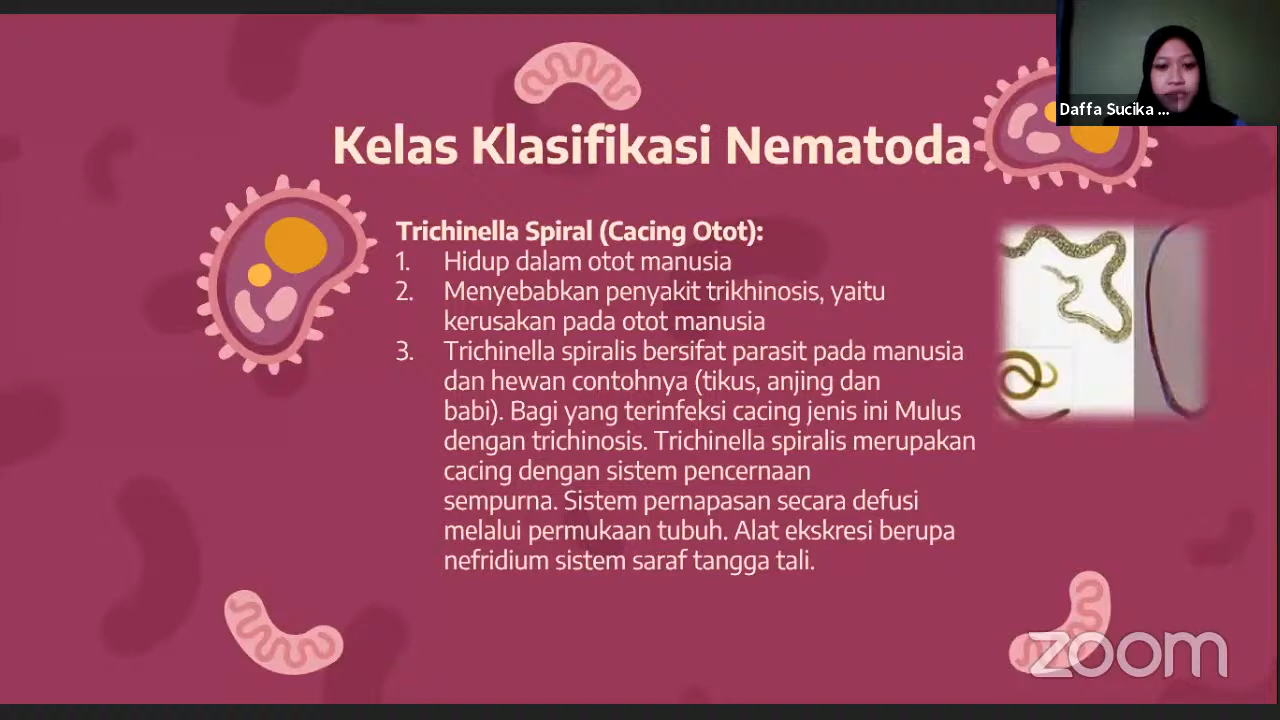 Daffa Sucika ...
Kelas Klasifikasi Nematoda
Trichinella Spiral (Cacing Otot):
1. Hidup dalam otot manusia
2. Menyebabkan penyakit trikhinosis, yaitu
kerusakan pada otot manusia
3. Trichinella spiralis bersifat parasit pada manusia
dan hewan contohnya (tikus, anjing dan
babi). Bagi yang terinfeksi cacing jenis ini Mulus
dengan trichinosis. Trichinella spiralis merupakan
cacing dengan sistem pencernaan
sempurna. Sistem pernapasan secara defusi
melalui permukaan tubuh. Alat ekskresi berupa
nefridium sistem saraf tangga tali.
zoom